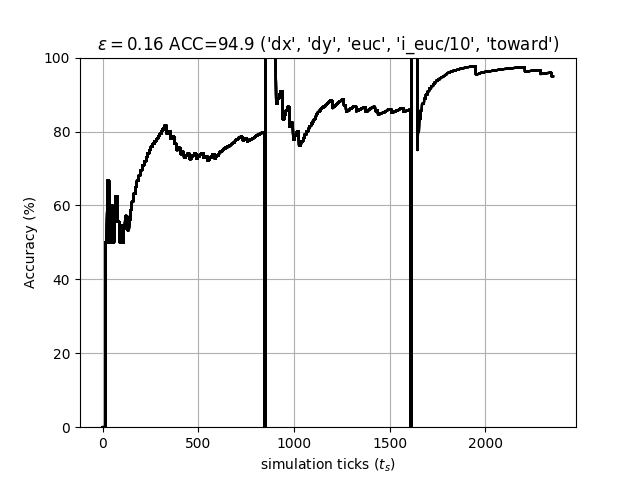 ε = 0.16 ACC=94.9 ('dx', 'dy', 'euc', 'i_euc/10', 'toward')
100
80
60
40
20
0
Accuracy (%)
0 500 1000 1500 2000
simulation ticks (tₛ)